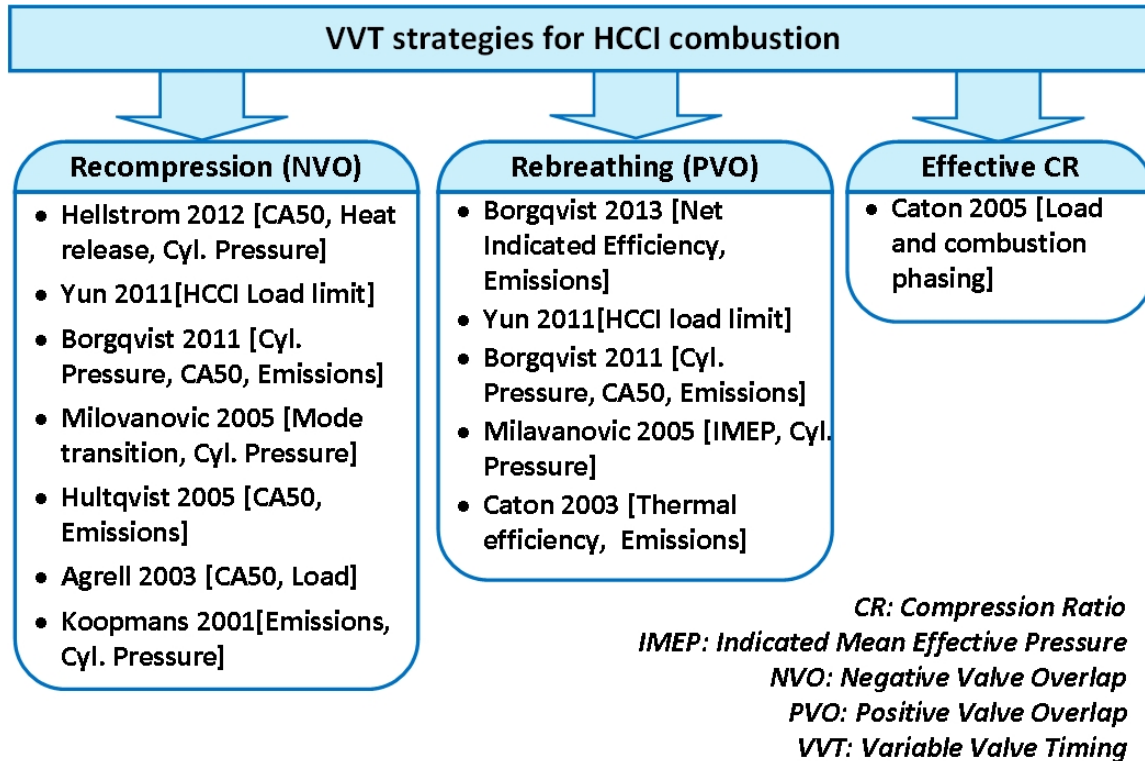 VVT strategies for HCCI combustion
Recompression (NVO)
• Hellstrom 2012 [CA50, Heat
release, Cyl. Pressure]
• Yun 2011[HCCI Load limit]
• Borgqvist 2011 [Cyl.
Pressure, CA50, Emissions]
• Milovanovic 2005 [Mode
transition, Cyl. Pressure]
• Hultqvist 2005 [CA50,
Emissions]
• Agrell 2003 [CA50, Load]
• Koopmans 2001[Emissions,
Cyl. Pressure]
Rebreathing (PVO)
• Borgqvist 2013 [Net
Indicated Efficiency,
Emissions]
• Yun 2011[HCCI load limit]
• Borgqvist 2011 [Cyl.
Pressure, CA50, Emissions]
• Milavanovic 2005 [IMEP, Cyl.
Pressure]
• Caton 2003 [Thermal
efficiency, Emissions]
Effective CR
• Caton 2005 [Load
and combustion
phasing]
CR: Compression Ratio
IMEP: Indicated Mean Effective Pressure
NVO: Negative Valve Overlap
PVO: Positive Valve Overlap
VVT: Variable Valve Timing